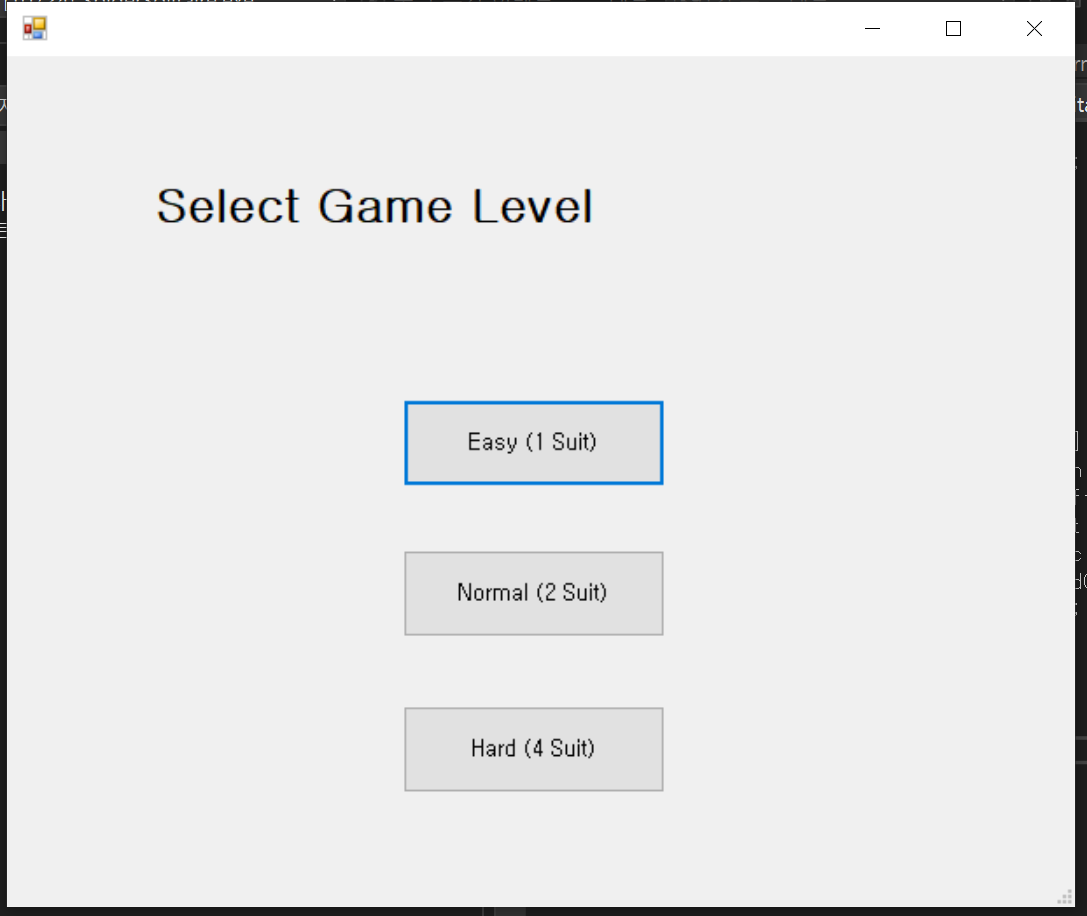 Select Game Level
Easy (1 Suit)
Normal (2 Suit)
Hard (4 Suit)